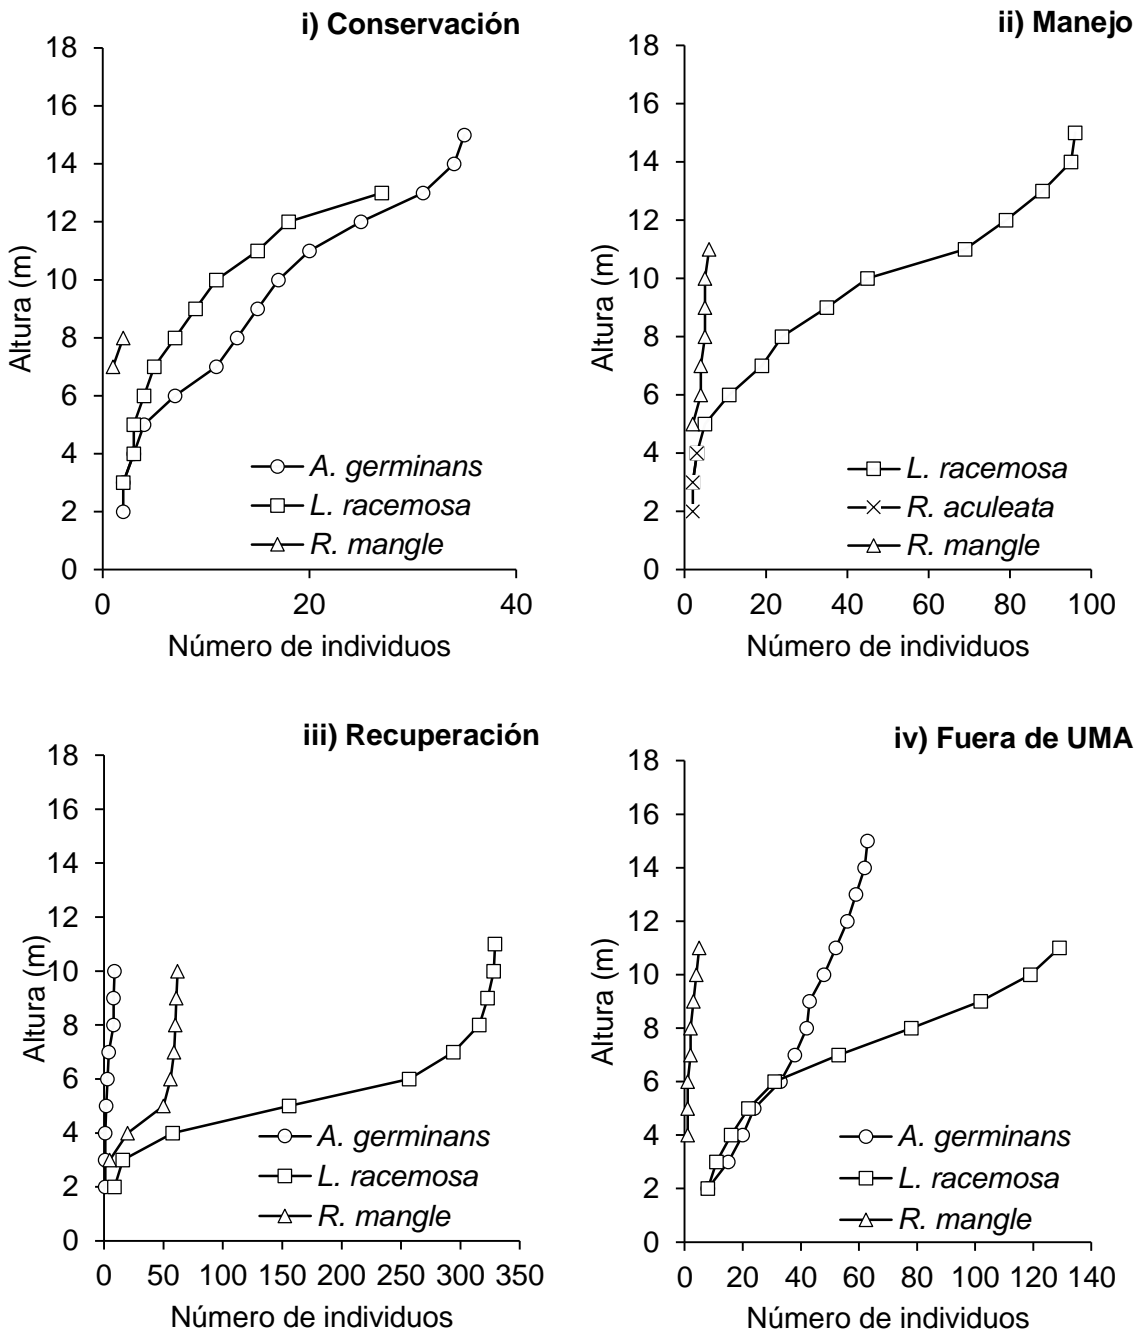 i) Conservación
18
16
14
12
10
8
6
4
2
0
Altura (m)
A. germinans
L. racemosa
R. mangle
0 20 40
Número de individuos
ii) Manejo
18
16
14
12
10
8
6
4
2
0
Altura (m)
L. racemosa
R. aculeata
R. mangle
0 20 40 60 80 100
Número de individuos
iii) Recuperación
18
16
14
12
10
8
6
4
2
0
Altura (m)
A. germinans
L. racemosa
R. mangle
0 50 100 150 200 250 300 350
Número de individuos
iv) Fuera de UMA
18
16
14
12
10
8
6
4
2
0
Altura (m)
A. germinans
L. racemosa
R. mangle
0 20 40 60 80 100 120 140
Número de individuos